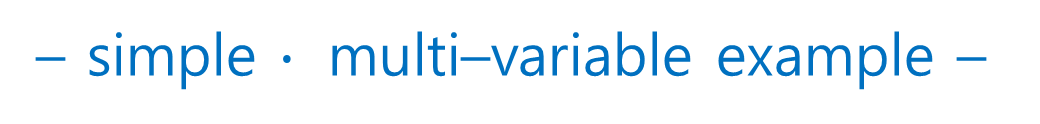 – simple ·  multi–variable example –